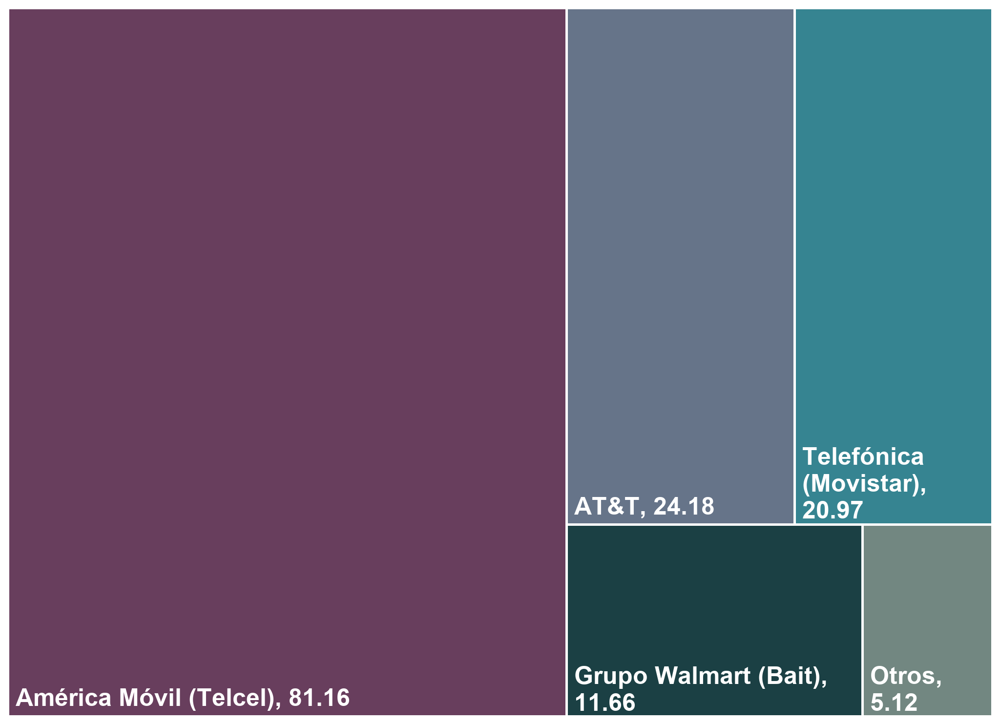 América Móvil (Telcel), 81.16
AT&T, 24.18
Telefónica
(Movistar),
20.97
Grupo Walmart (Bait),
11.66
Otros,
5.12